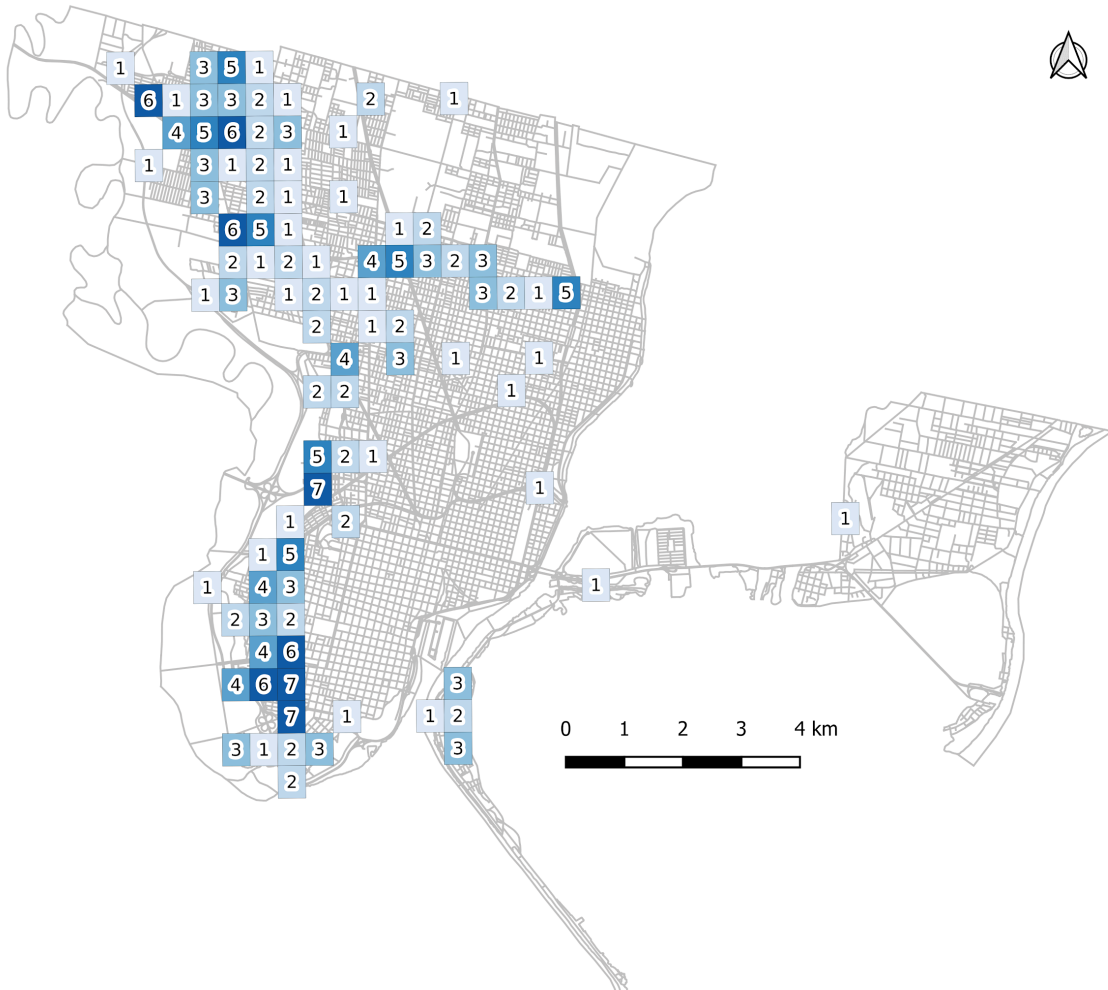 1 3 5 1
6 1 3 3 2 1 2 1
4 5 6 2 3 1
1 3 1 2 1
3 2 1 1
6 5 1 1 2
2 1 2 1 4 5 3 2 3
1 3 1 2 1 1 3 2 1 5
2 1 2
4 3 1 1
2 2 1
5 2 1
7 1
1 2 1
1 5
1 4 3 1
2 3 2
4 6
4 6 7 3
7 1 1 2
0 1 2 3 4 km
3 1 2 3 3
2